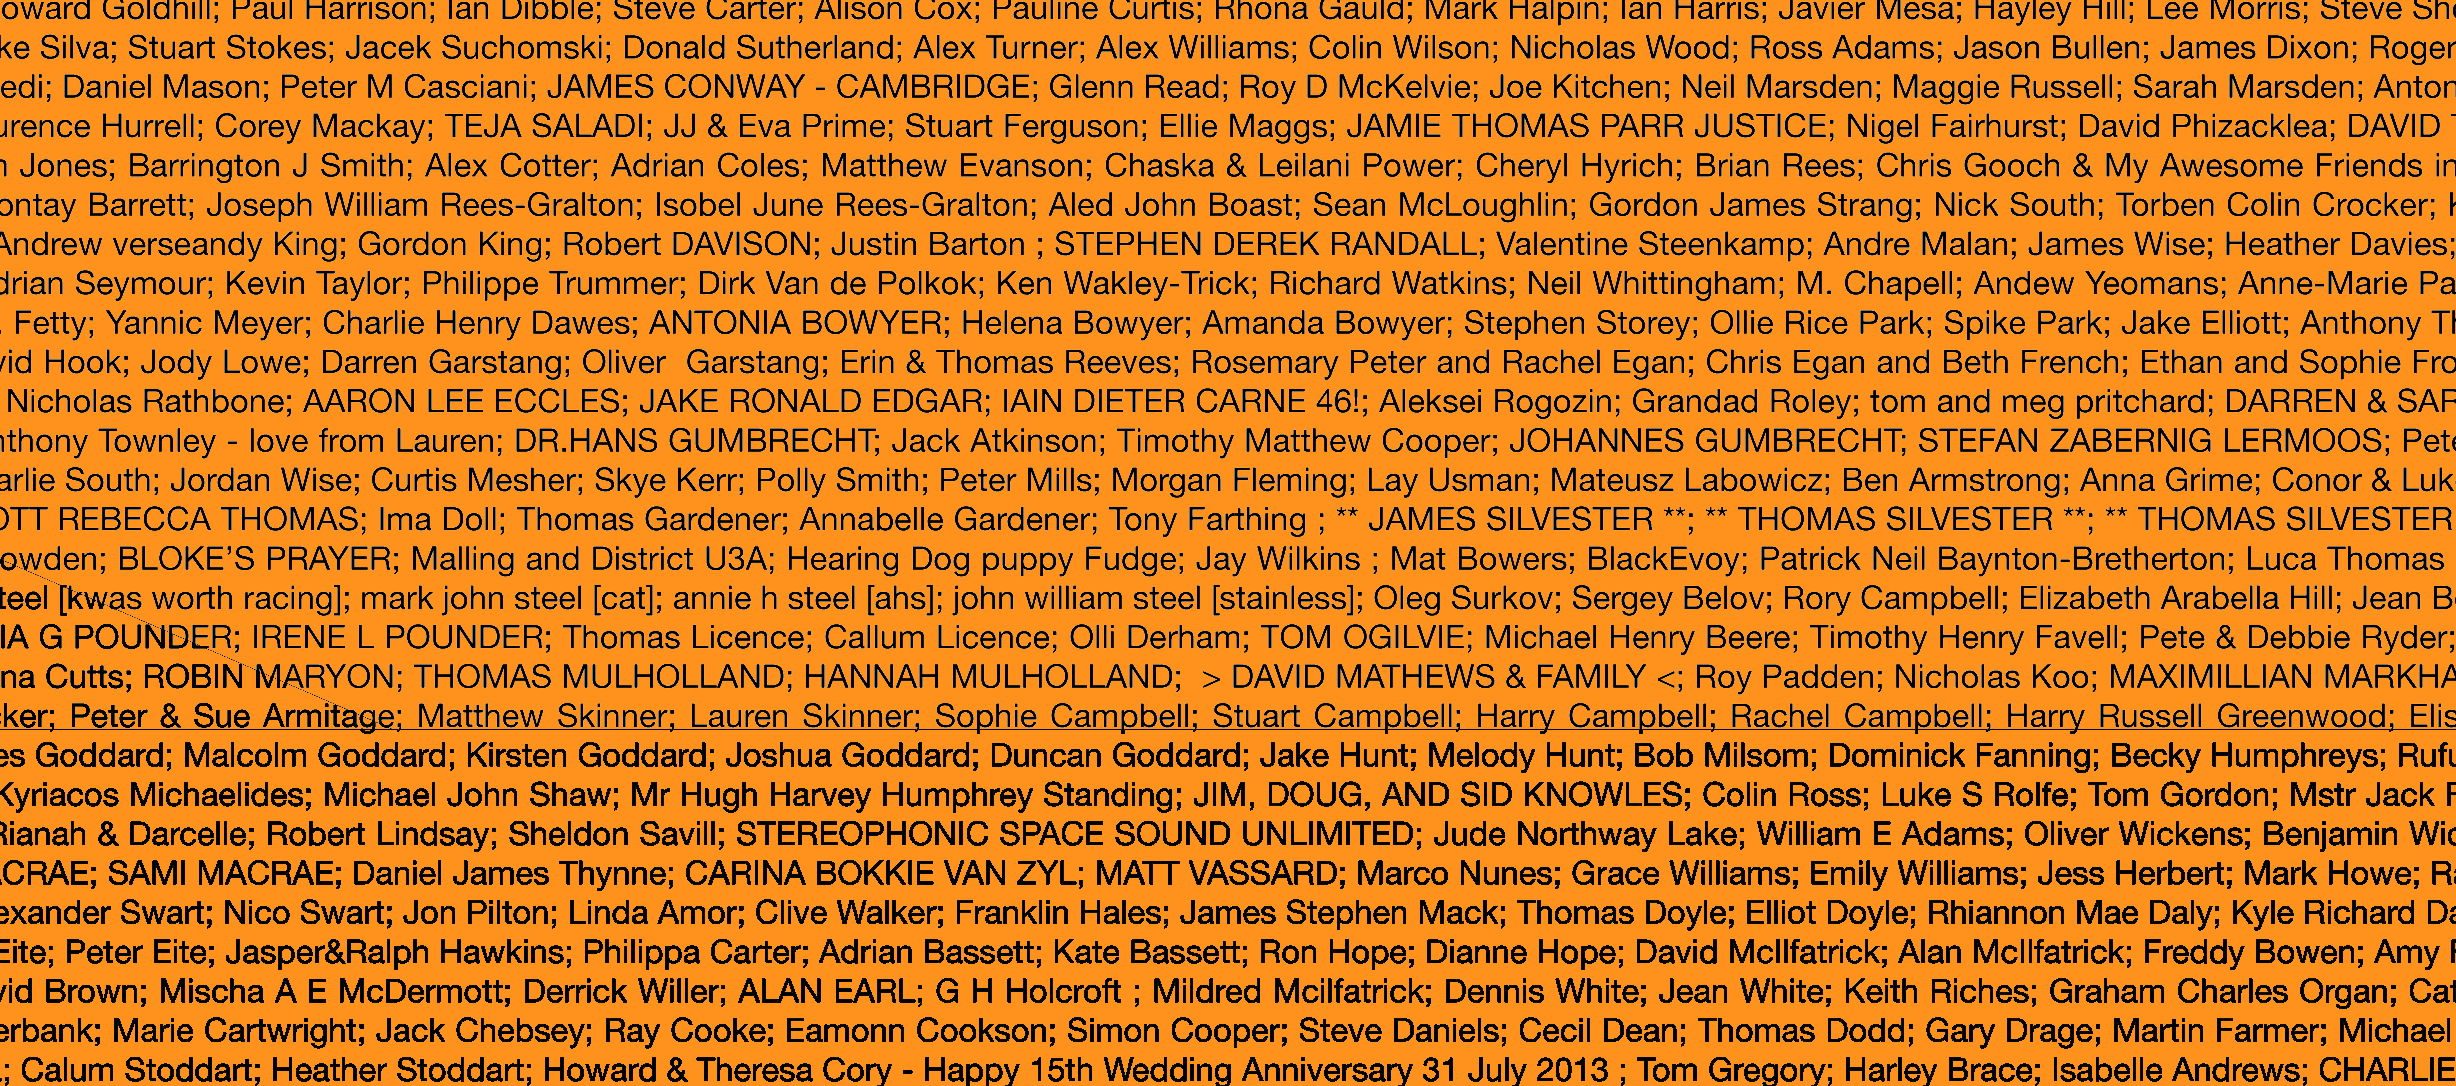 oward Goldhill; Paul Harrison; Ian Dibble; Steve Carter; Alison Cox; Pauline Curtis; Rhona Gauld; Mark Halpin; Ian Harris; Javier Mesa; Hayley Hill; Lee Morris; Steve Sh
ke Silva; Stuart Stokes; Jacek Suchomski; Donald Sutherland; Alex Turner; Alex Williams; Colin Wilson; Nicholas Wood; Ross Adams; Jason Bullen; James Dixon; Roger
edi; Daniel Mason; Peter M Casciani; JAMES CONWAY - CAMBRIDGE; Glenn Read; Roy D McKelvie; Joe Kitchen; Neil Marsden; Maggie Russell; Sarah Marsden; Anton
urence Hurrell; Corey Mackay; TEJA SALADI; JJ & Eva Prime; Stuart Ferguson; Ellie Maggs; JAMIE THOMAS PARR JUSTICE; Nigel Fairhurst; David Phizacklea; DAVID
n Jones; Barrington J Smith; Alex Cotter; Adrian Coles; Matthew Evanson; Chaska & Leilani Power; Cheryl Hyrich; Brian Rees; Chris Gooch & My Awesome Friends in
ontay Barrett; Joseph William Rees-Gralton; Isobel June Rees-Gralton; Aled John Boast; Sean McLoughlin; Gordon James Strang; Nick South; Torben Colin Crocker;
Andrew verseandy King; Gordon King; Robert DAVISON; Justin Barton ; STEPHEN DEREK RANDALL; Valentine Steenkamp; Andre Malan; James Wise; Heather Davies;
drian Seymour; Kevin Taylor; Philippe Trummer; Dirk Van de Polkok; Ken Wakley-Trick; Richard Watkins; Neil Whittingham; M. Chapell; Andew Yeomans; Anne-Marie Pa
. Fetty; Yannic Meyer; Charlie Henry Dawes; ANTONIA BOWYER; Helena Bowyer; Amanda Bowyer; Stephen Storey; Ollie Rice Park; Spike Park; Jake Elliott; Anthony Th
vid Hook; Jody Lowe; Darren Garstang; Oliver  Garstang; Erin & Thomas Reeves; Rosemary Peter and Rachel Egan; Chris Egan and Beth French; Ethan and Sophie Fro
Nicholas Rathbone; AARON LEE ECCLES; JAKE RONALD EDGAR; IAIN DIETER CARNE 46!; Aleksei Rogozin; Grandad Roley; tom and meg pritchard; DARREN & SAR
nthony Townley - love from Lauren; DR.HANS GUMBRECHT; Jack Atkinson; Timothy Matthew Cooper; JOHANNES GUMBRECHT; STEFAN ZABERNIG LERMOOS; Pete
arlie South; Jordan Wise; Curtis Mesher; Skye Kerr; Polly Smith; Peter Mills; Morgan Fleming; Lay Usman; Mateusz Labowicz; Ben Armstrong; Anna Grime; Conor & Luk
OTT REBECCA THOMAS; Ima Doll; Thomas Gardener; Annabelle Gardener; Tony Farthing ; ** JAMES SILVESTER **; ** THOMAS SILVESTER **; ** THOMAS SILVESTER
owden; BLOKE'S PRAYER; Malling and District U3A; Hearing Dog puppy Fudge; Jay Wilkins ; Mat Bowers; BlackEvoy; Patrick Neil Baynton-Bretherton; Luca Thomas
teel [kwas worth racing]; mark john steel [cat]; annie h steel [ahs]; john william steel [stainless]; Oleg Surkov; Sergey Belov; Rory Campbell; Elizabeth Arabella Hill; Jean B
IA G POUNDER; IRENE L POUNDER; Thomas Licence; Callum Licence; Olli Derham; TOM OGILVIE; Michael Henry Beere; Timothy Henry Favell; Pete & Debbie Ryder;
na Cutts; ROBIN MARYON; THOMAS MULHOLLAND; HANNAH MULHOLLAND;  > DAVID MATHEWS & FAMILY <; Roy Padden; Nicholas Koo; MAXIMILLIAN MARKHA
cker; Peter & Sue Armitage; Matthew Skinner; Lauren Skinner; Sophie Campbell; Stuart Campbell; Harry Campbell; Rachel Campbell; Harry Russell Greenwood; Elis
es Goddard; Malcolm Goddard; Kirsten Goddard; Joshua Goddard; Duncan Goddard; Jake Hunt; Melody Hunt; Bob Milsom; Dominick Fanning; Becky Humphreys; Rufu
Kyriacos Michaelides; Michael John Shaw; Mr Hugh Harvey Humphrey Standing; JIM, DOUG, AND SID KNOWLES; Colin Ross; Luke S Rolfe; Tom Gordon; Mstr Jack
Rianah & Darcelle; Robert Lindsay; Sheldon Savill; STEREOPHONIC SPACE SOUND UNLIMITED; Jude Northway Lake; William E Adams; Oliver Wickens; Benjamin Wic
ACRAE; SAMI MACRAE; Daniel James Thynne; CARINA BOKKIE VAN ZYL; MATT VASSARD; Marco Nunes; Grace Williams; Emily Williams; Jess Herbert; Mark Howe; Ra
exander Swart; Nico Swart; Jon Pilton; Linda Amor; Clive Walker; Franklin Hales; James Stephen Mack; Thomas Doyle; Elliot Doyle; Rhiannon Mae Daly; Kyle Richard Da
Eite; Peter Eite; Jasper&Ralph Hawkins; Philippa Carter; Adrian Bassett; Kate Bassett; Ron Hope; Dianne Hope; David McIlfatrick; Alan McIlfatrick; Freddy Bowen; Amy
vid Brown; Mischa A E McDermott; Derrick Willer; ALAN EARL; G H Holcroft ; Mildred Mcilfatrick; Dennis White; Jean White; Keith Riches; Graham Charles Organ; Cat
erbank; Marie Cartwright; Jack Chebsey; Ray Cooke; Eamonn Cookson; Simon Cooper; Steve Daniels; Cecil Dean; Thomas Dodd; Gary Drage; Martin Farmer; Michael
; Calum Stoddart; Heather Stoddart; Howard & Theresa Cory - Happy 15th Wedding Anniversary 31 July 2013 ; Tom Gregory; Harley Brace; Isabelle Andrews; CHARLIE